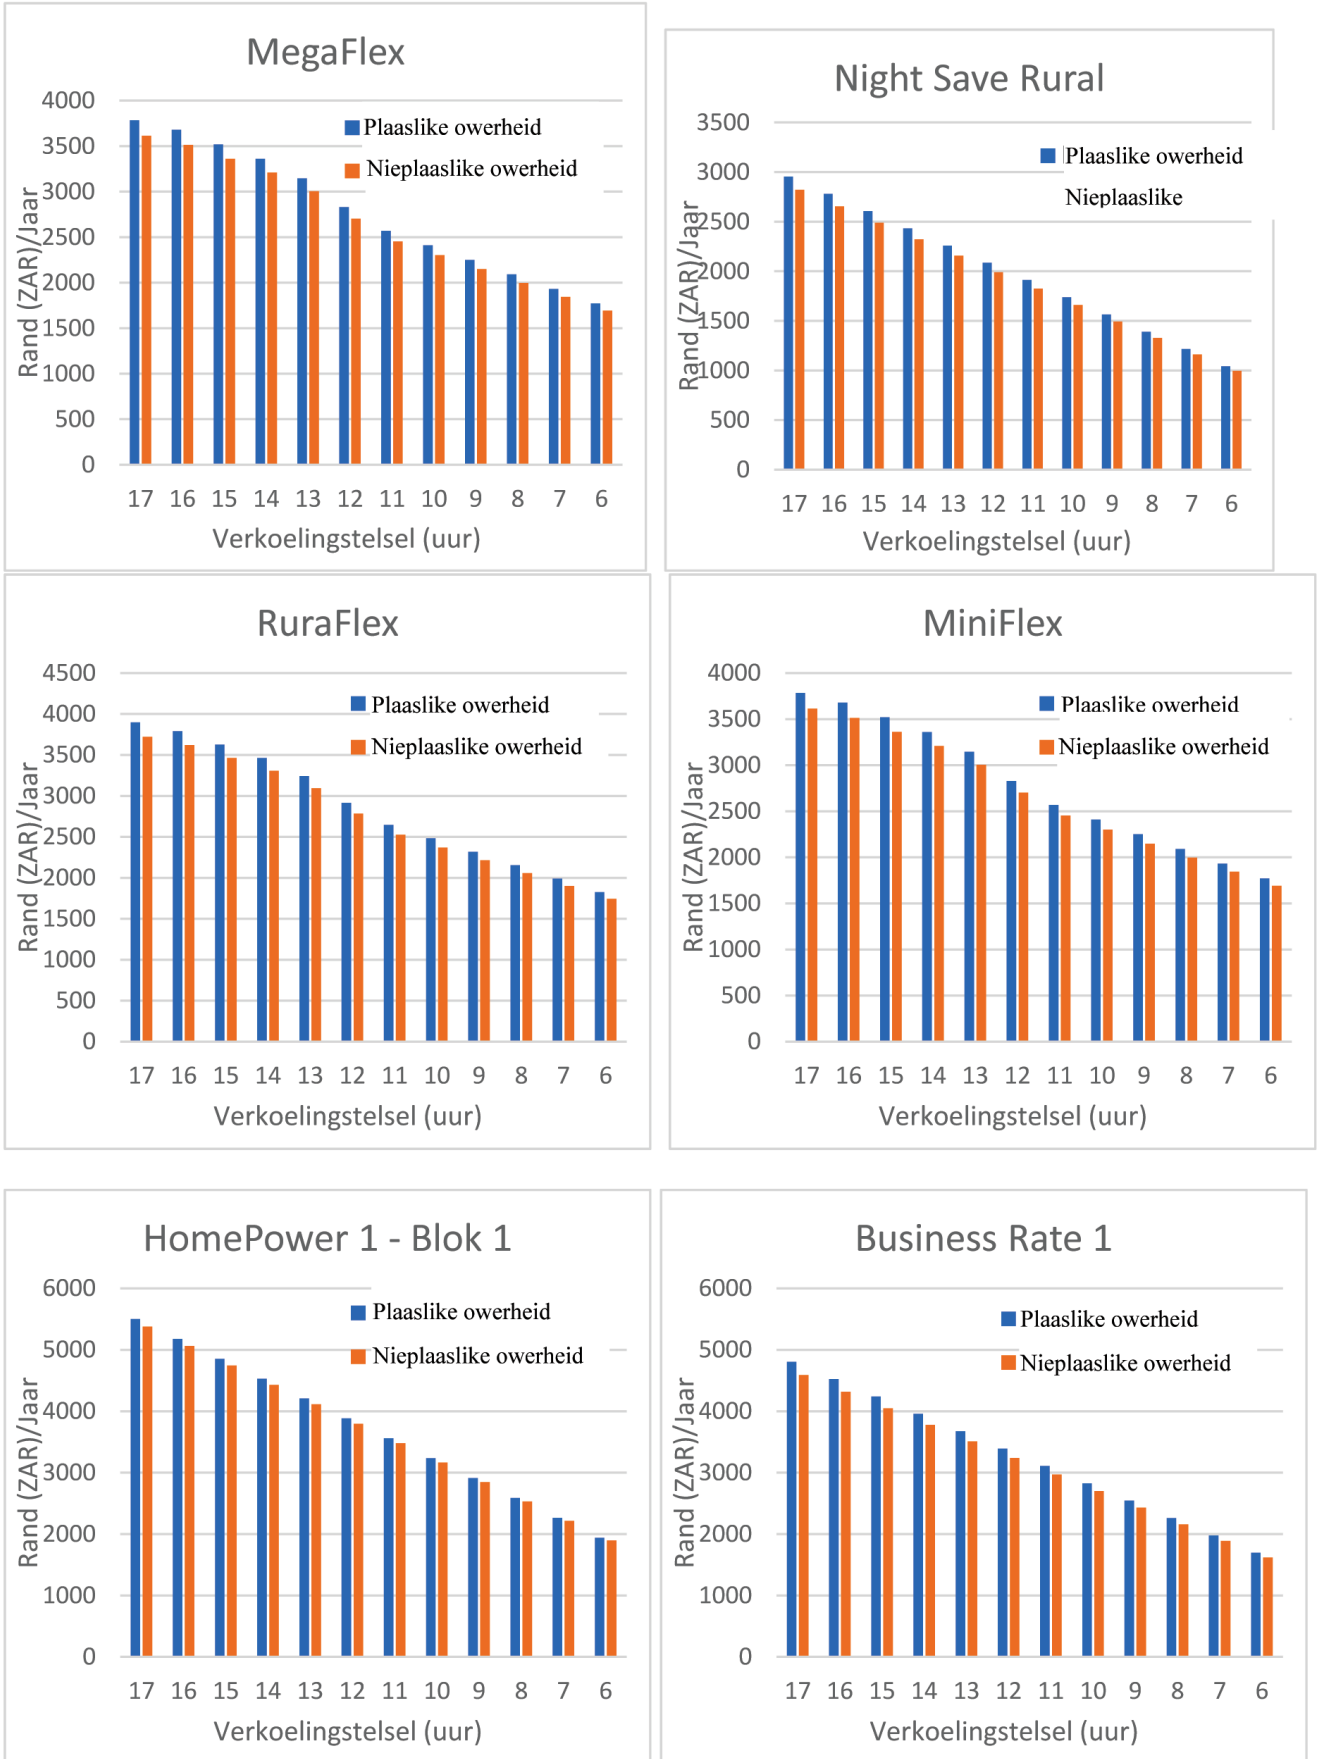 MegaFlex
Rand (ZAR)/Jaar
4000
3500
3000
2500
2000
1500
1000
500
0
Plaaslike owerheid
Nieplaaslike owerheid
17 16 15 14 13 12 11 10 9 8 7 6
Verkoelingstelsel (uur)
Night Save Rural
Rand (ZAR)/Jaar
3500
3000
2500
2000
1500
1000
500
0
Plaaslike owerheid
Nieplaaslike
17 16 15 14 13 12 11 10 9 8 7 6
Verkoelingstelsel (uur)
RuraFlex
Rand (ZAR)/Jaar
4500
4000
3500
3000
2500
2000
1500
1000
500
0
Plaaslike owerheid
Nieplaaslike owerheid
17 16 15 14 13 12 11 10 9 8 7 6
Verkoelingstelsel (uur)
MiniFlex
Rand (ZAR)/Jaar
4000
3500
3000
2500
2000
1500
1000
500
0
Plaaslike owerheid
Nieplaaslike owerheid
17 16 15 14 13 12 11 10 9 8 7 6
Verkoelingstelsel (uur)
HomePower 1 - Blok 1
Rand (ZAR)/Jaar
6000
5000
4000
3000
2000
1000
0
Plaaslike owerheid
Nieplaaslike owerheid
17 16 15 14 13 12 11 10 9 8 7 6
Verkoelingstelsel (uur)
Business Rate 1
Rand (ZAR)/Jaar
6000
5000
4000
3000
2000
1000
0
Plaaslike owerheid
Nieplaaslike owerheid
17 16 15 14 13 12 11 10 9 8 7 6
Verkoelingstelsel (uur)